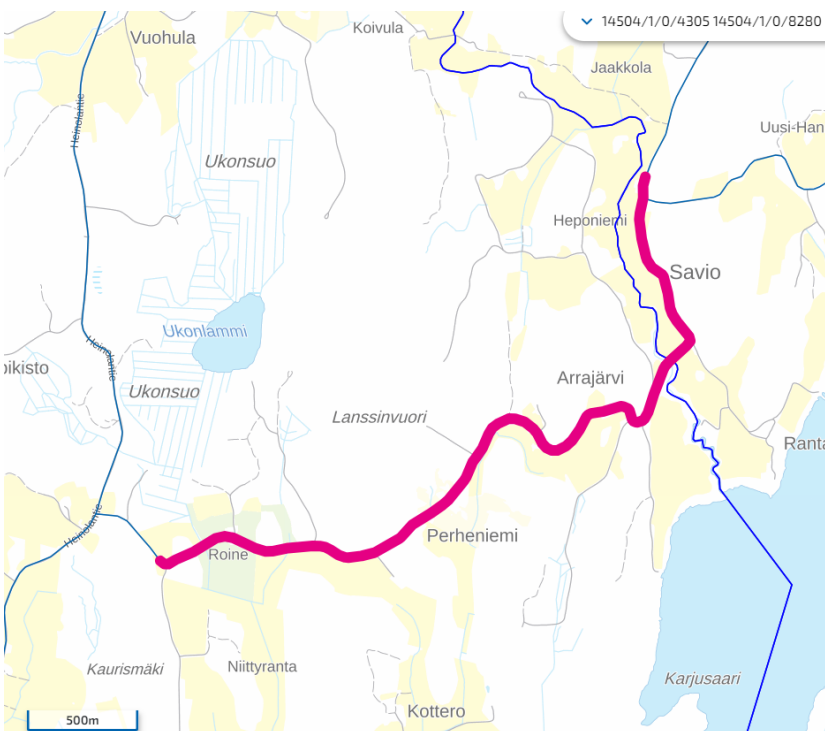 14504/1/0/4305 14504/1/0/8280
Vuohula
Koivula
Jaakkola
Heinolantie
Uusi-Han
Ukonsuo
Heponiemi
Savio
Ukonlammi
Heinolantie
oikisto
Arrajärvi
Ukonsuo
Lanssinvuori
Ranta
Heinolantie
Perheniemi
Roine
Kaurismäki
Niittyranta
Karjusaari
Kottero
500m